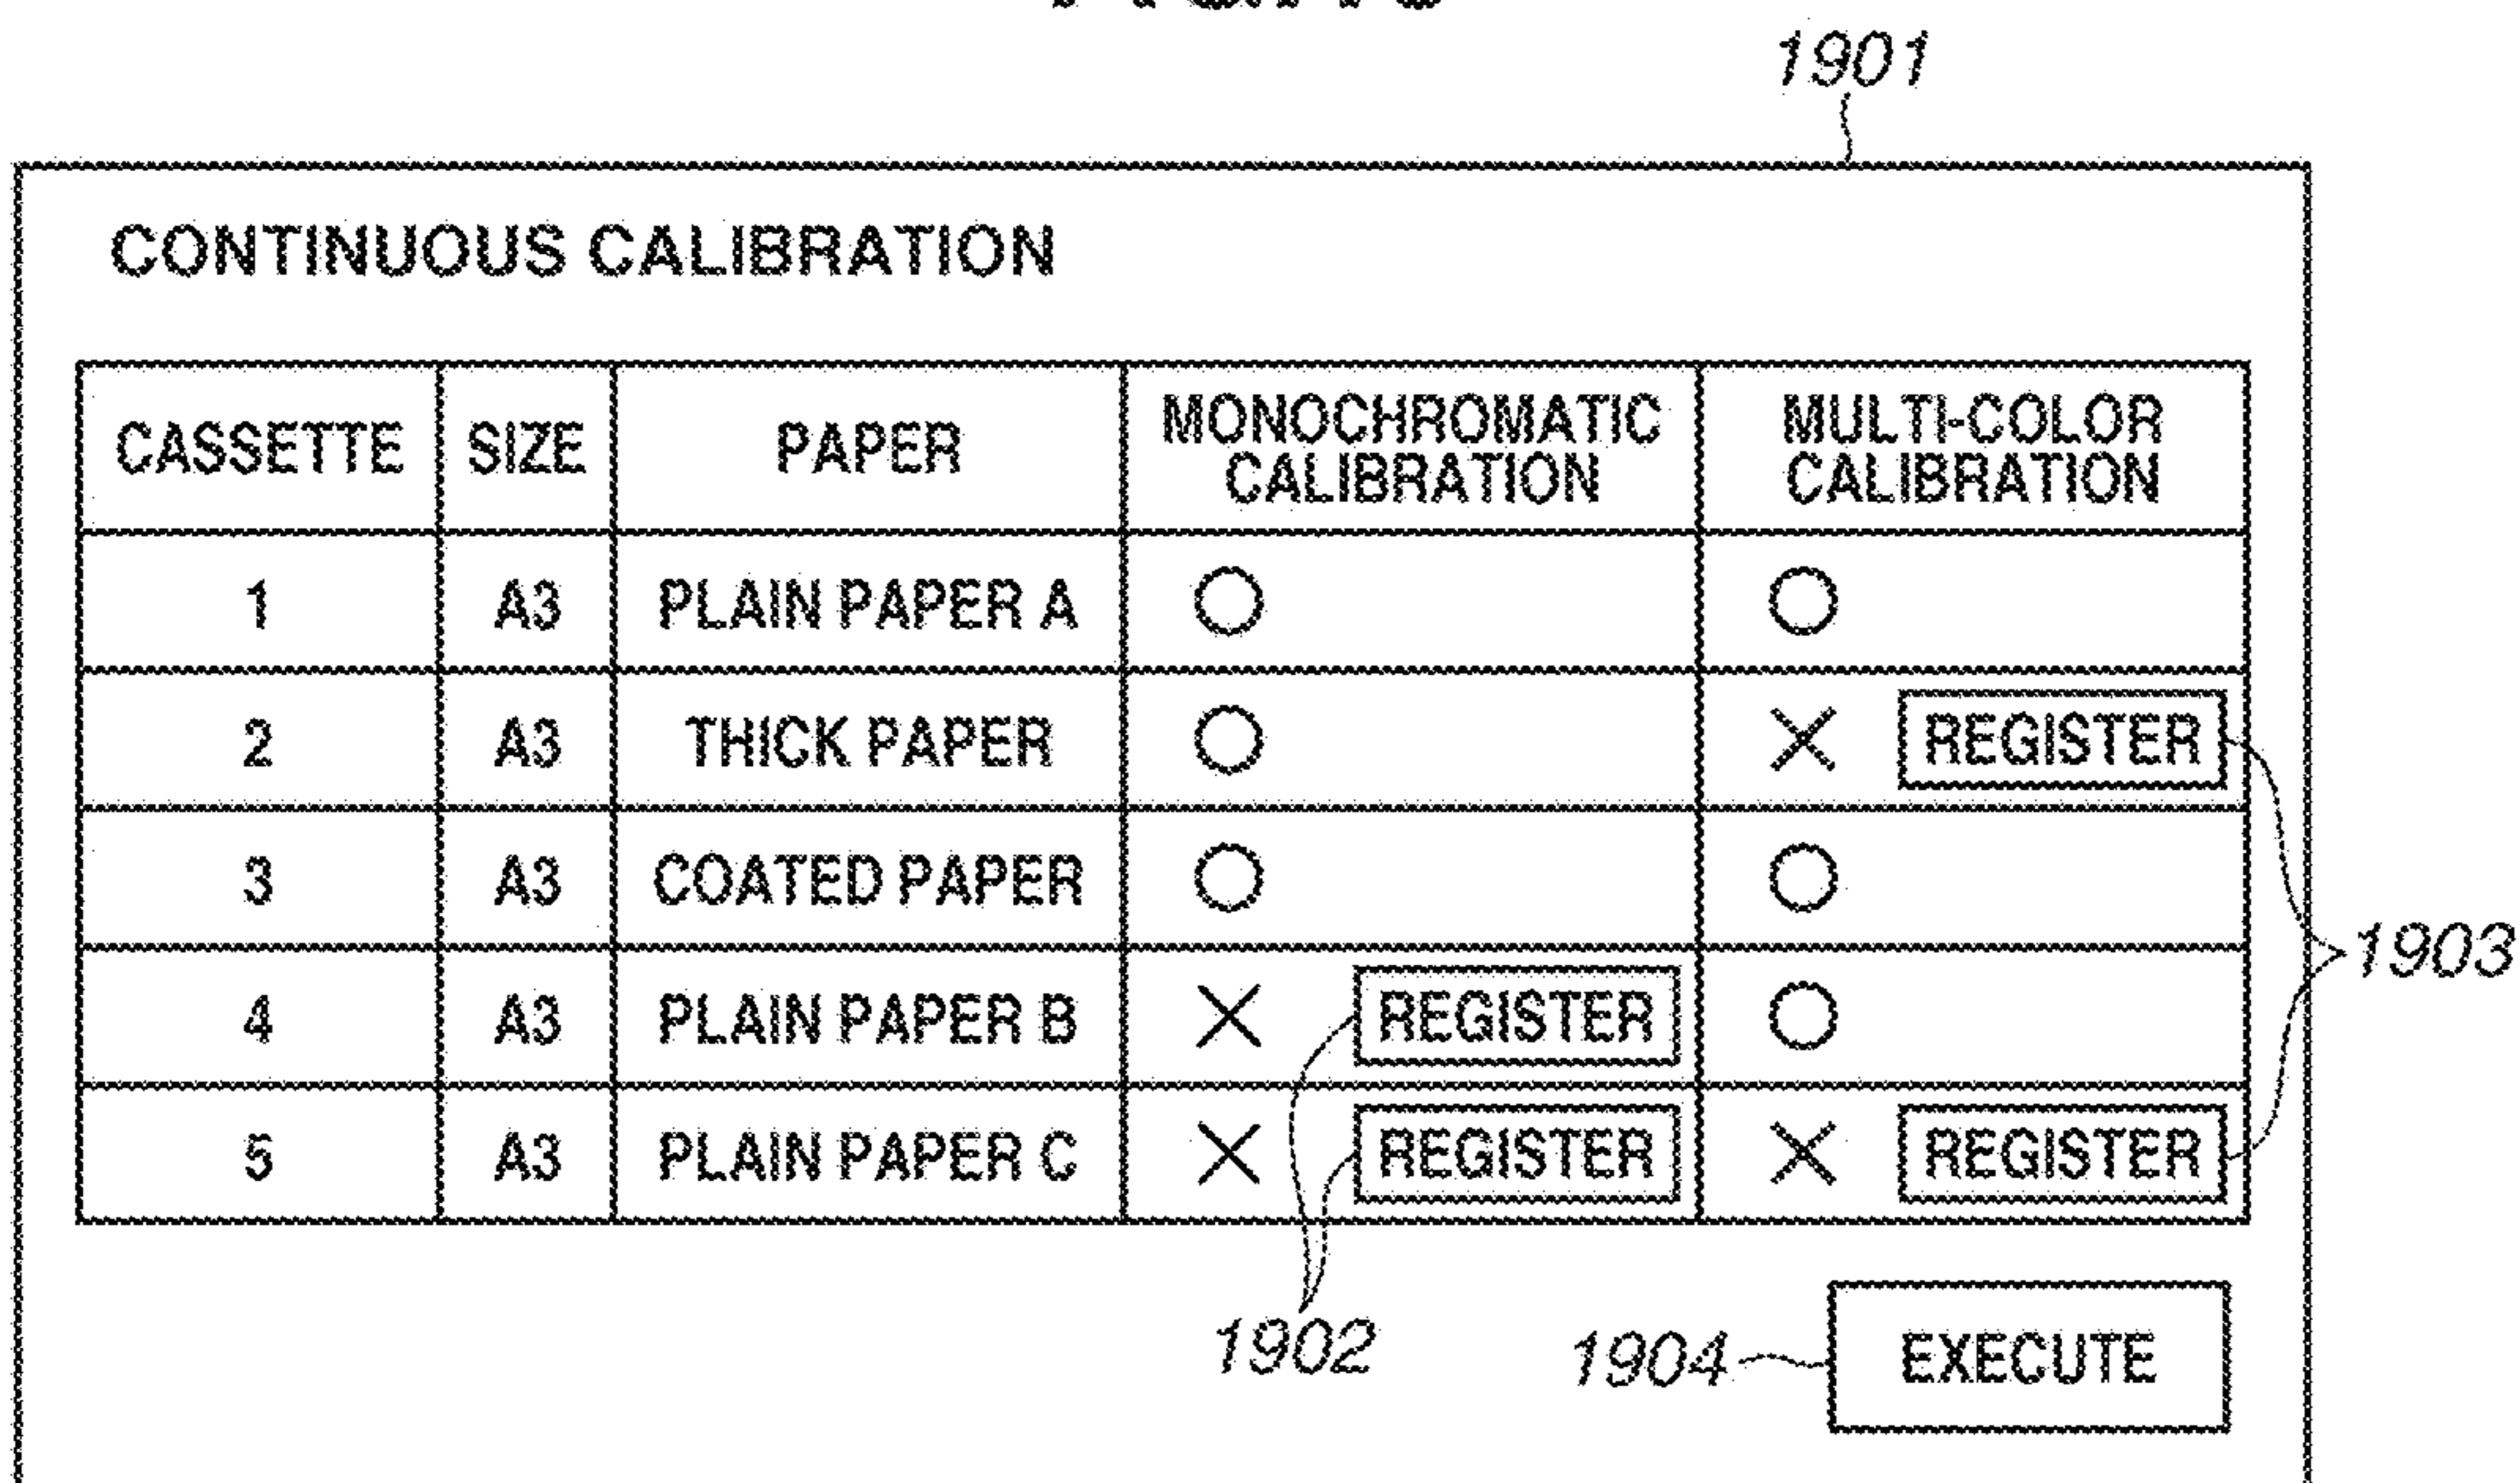 1901
CONTINUOUS CALIBRATION
CASSETTE SIZE PAPER MONOCHROMATIC CALIBRATION MULTI-COLOR CALIBRATION
1 A3 PLAIN PAPER A ○ ○
2 A3 THICK PAPER ○ × REGISTER
3 A3 COATED PAPER ○ ○
1903
4 A3 PLAIN PAPER B × REGISTER ○
5 A3 PLAIN PAPER C × REGISTER × REGISTER
1902
1904 EXECUTE